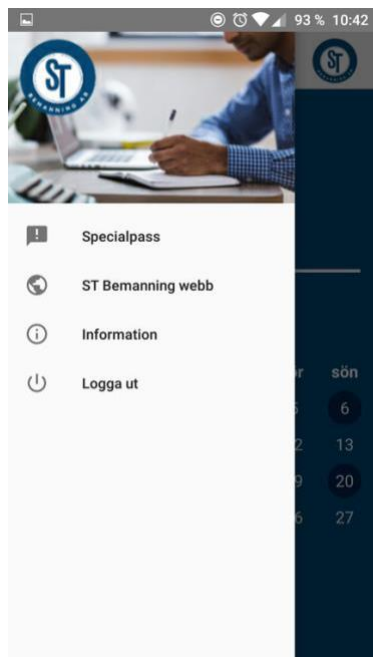 93 % 10:42
ST
BEMANNING AB
ST
Specialpass
ST Bemanning webb
Information
Logga ut
sön
6
13
20
27